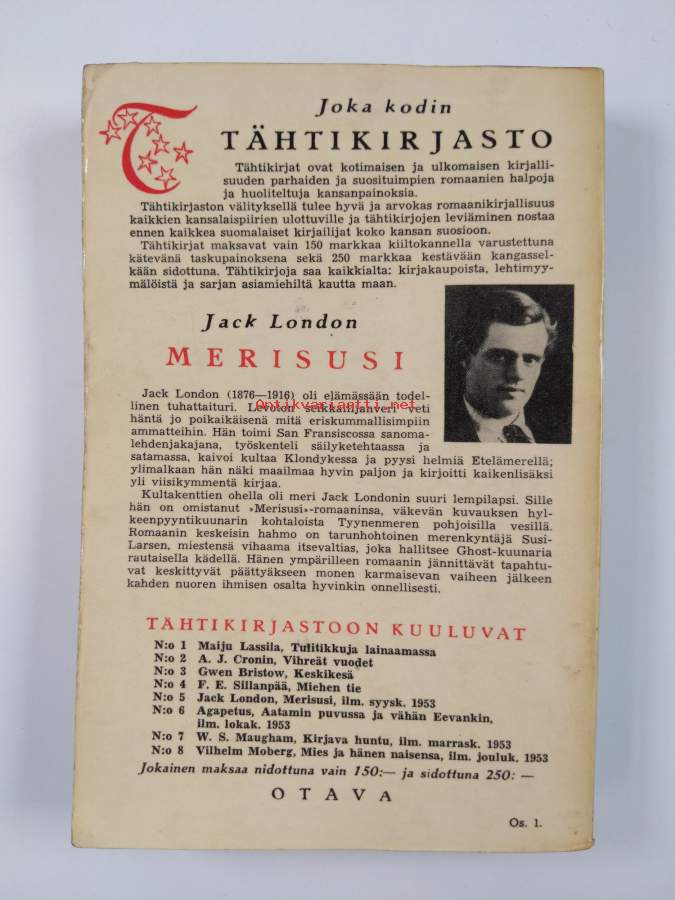 Joka kodin
TÄHTIKIRJASTO
Tähtikirjat ovat kotimaisen ja ulkomaisen kirjalli-
suuden parhaiden ja suosituimpien romaanien halpoja
ja huoliteltuja kansanpainoksia.
Tähtikirjaston välityksellä tulee hyvä ja arvokas romaanikirjallisuus
kaikkien kansalaispiirien ulottuville ja tähtikirjojen leviäminen nostaa
ennen kaikkea suomalaiset kirjailijat koko kansan suosioon.
Tähtikirjat maksavat vain 150 markkaa kiiltokannella varustettuna
kätevänä taskupainoksena sekä 250 markkaa kestävään kangassel-
kään sidottuna. Tähtikirjoja saa kaikkialta: kirjakaupoista, lehtimyy-
mälöistä ja sarjan asiamiehiltä kautta maan.
Jack London
MERISUSI
Jack London (1876—1916) oli elämässään todel-
linen tuhattaituri. Levoton seikkailijanveri veti
Antikvariaatti.net
häntä jo poikaikäisenä mitä eriskummallisimpiin
ammatteihin. Hän toimi San Fransiscossa sanoma-
lehdenjakajana, työskenteli säilyketehtaassa ja
satamassa, kaivoi kultaa Klondykessa ja pyysi helmiä Etelämerellä;
ylimalkaan hän näki maailmaa hyvin paljon ja kirjoitti kaikenlisäksi
yli viisikymmentä kirjaa.
Kultakenttien ohella oli meri Jack Londonin suuri lempilapsi. Sille
hän on omistanut »Merisusi»-romaaninsa, väkevän kuvauksen hyl-
keenpyyntikuunarin kohtaloista Tyynenmeren pohjoisilla vesillä.
Romaanin keskeisin hahmo on tarunhohtoinen merenkyntäjä Susi-
Larsen, miestensä vihaama itsevaltias, joka hallitsee Ghost-kuunaria
rautaisella kädellä. Hänen ympärilleen romaanin jännittävät tapahtu-
vat keskittyvät päättyäkseen monen karmaisevan vaiheen jälkeen
kahden nuoren ihmisen osalta hyvinkin onnellisesti.
TÄHTIKIRJASTOON KUULUVAT
N:o 1 Maiju Lassila, Tulitikkuja lainaamassa
N:o 2 A. J. Cronin, Vihreät vuodet
N:o 3 Gwen Bristow, Keskikesä
N:o 4 F. E. Sillanpää, Miehen tie
N:o 5 Jack London, Merisusi, ilm. syysk. 1953
N:o 6 Agapetus, Aatamin puvussa ja vähän Eevankin,
ilm. lokak. 1953
N:o 7 W. S. Maugham, Kirjava huntu, ilm. marrask. 1953
N:o 8 Vilhelm Moberg, Mies ja hänen naisensa, ilm. jouluk. 1953
Jokainen maksaa nidottuna vain 150:— ja sidottuna 250: —
OTAVA
Os. 1.